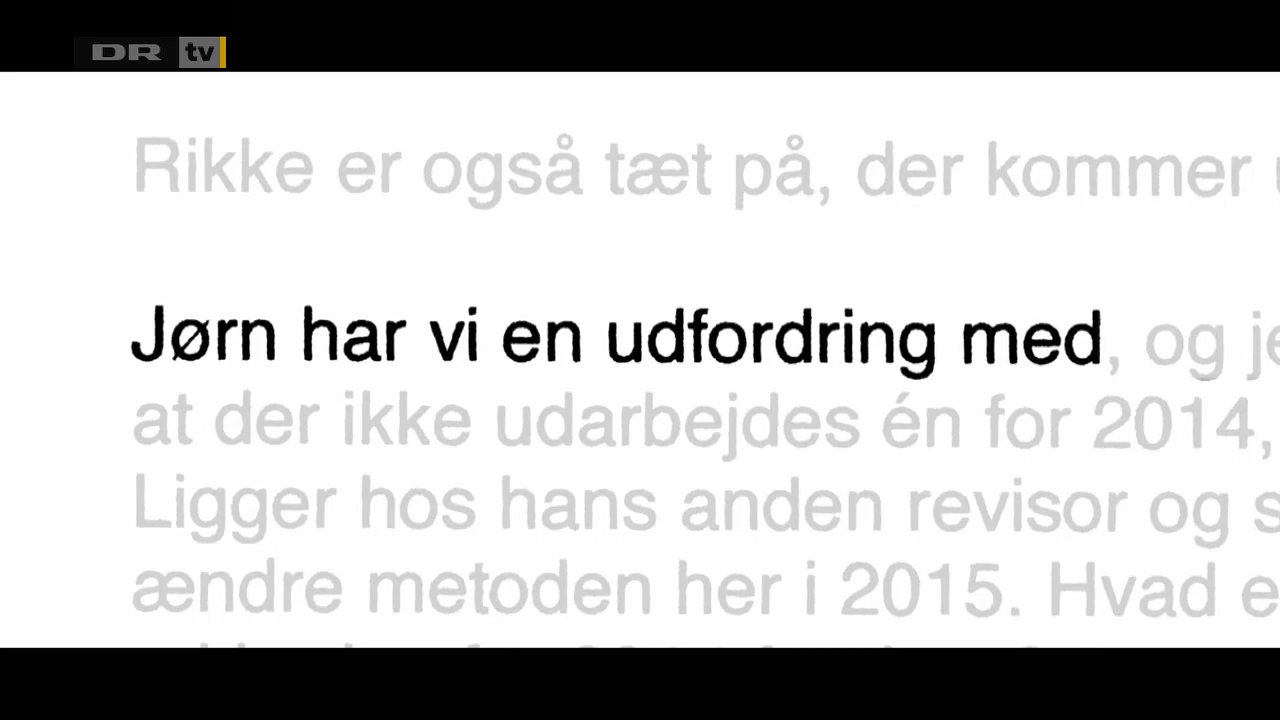 DR tv
Rikke er også tæt på, der kommer
Jørn har vi en udfordring med, og
at der ikke udarbejdes én for 2014,
Ligger hos hans anden revisor og
ændre metoden her i 2015. Hvad